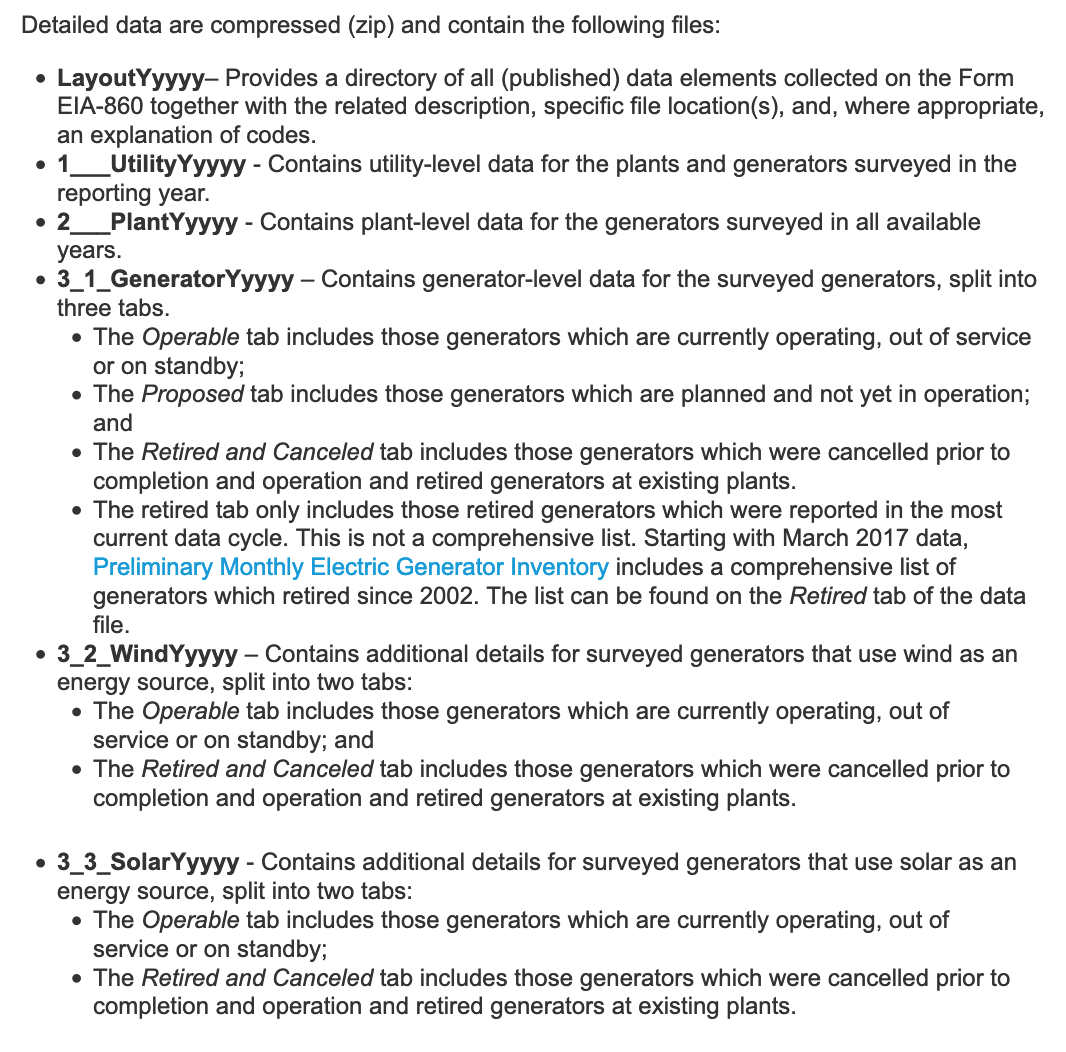 Detailed data are compressed (zip) and contain the following files:
• LayoutYyyyy– Provides a directory of all (published) data elements collected on the Form
EIA-860 together with the related description, specific file location(s), and, where appropriate,
an explanation of codes.
• 1___UtilityYyyyy - Contains utility-level data for the plants and generators surveyed in the
reporting year.
• 2___PlantYyyyy - Contains plant-level data for the generators surveyed in all available
years.
• 3_1_GeneratorYyyyy – Contains generator-level data for the surveyed generators, split into
three tabs.
• The Operable tab includes those generators which are currently operating, out of service
or on standby;
• The Proposed tab includes those generators which are planned and not yet in operation;
and
• The Retired and Canceled tab includes those generators which were cancelled prior to
completion and operation and retired generators at existing plants.
• The retired tab only includes those retired generators which were reported in the most
current data cycle. This is not a comprehensive list. Starting with March 2017 data,
Preliminary Monthly Electric Generator Inventory includes a comprehensive list of
generators which retired since 2002. The list can be found on the Retired tab of the data
file.
• 3_2_WindYyyyy – Contains additional details for surveyed generators that use wind as an
energy source, split into two tabs:
• The Operable tab includes those generators which are currently operating, out of
service or on standby; and
• The Retired and Canceled tab includes those generators which were cancelled prior to
completion and operation and retired generators at existing plants.
• 3_3_SolarYyyyy - Contains additional details for surveyed generators that use solar as an
energy source, split into two tabs:
• The Operable tab includes those generators which are currently operating, out of
service or on standby;
• The Retired and Canceled tab includes those generators which were cancelled prior to
completion and operation and retired generators at existing plants.